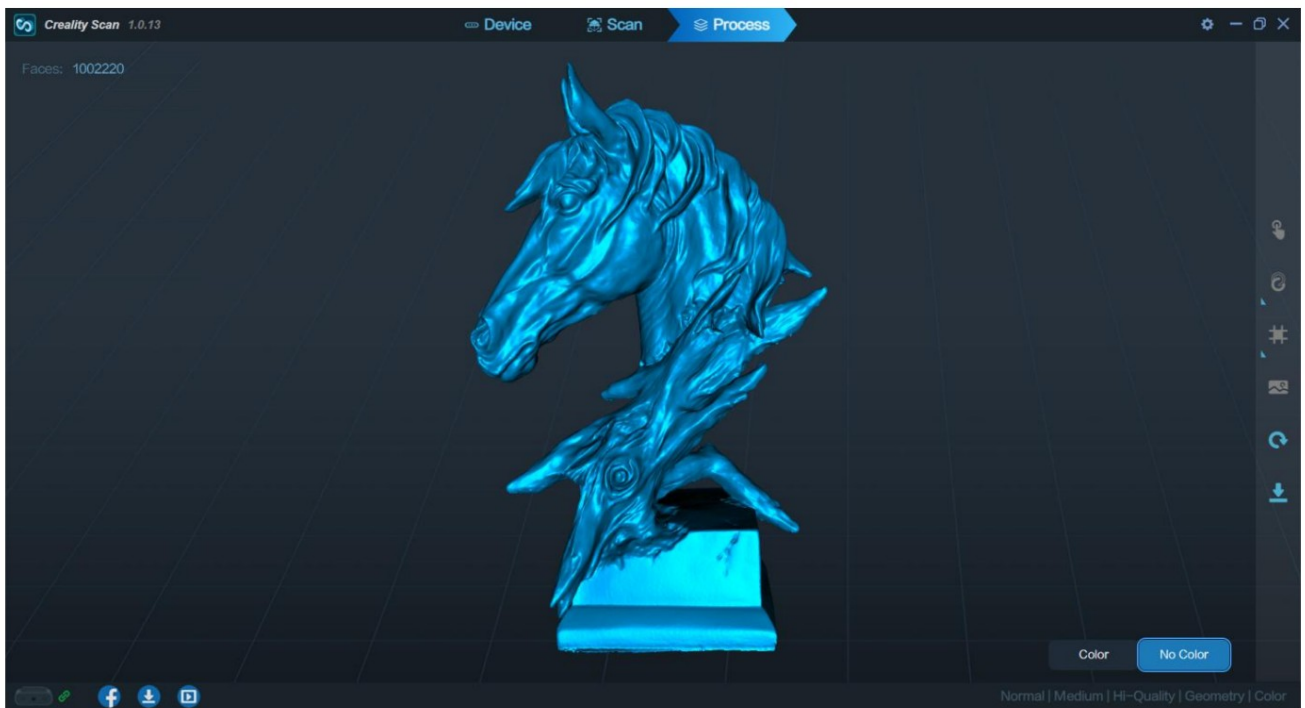 Creality Scan 1.0.13
Device
Scan
Process
Faces: 1002220
Color
No Color
Normal | Medium | Hi-Quality | Geometry | Color